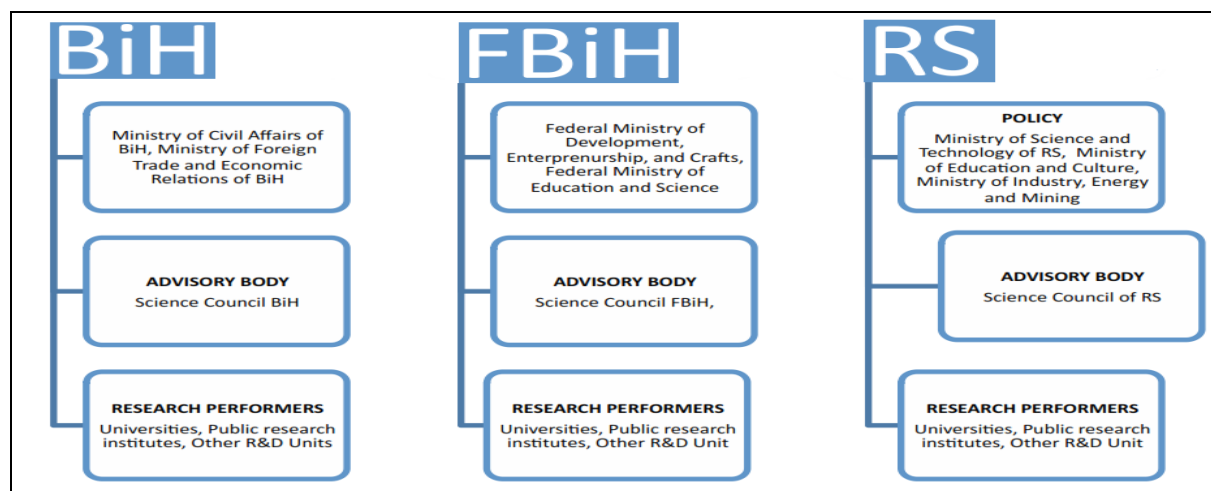 BiH
Ministry of Civil Affairs of
BiH, Ministry of Foreign
Trade and Economic
Relations of BiH
ADVISORY BODY
Science Council BiH
RESEARCH PERFORMERS
Universities, Public research
institutes, Other R&D Units
FBiH
Federal Ministry of
Development,
Enterprenurship, and Crafts,
Federal Ministry of
Education and Science
ADVISORY BODY
Science Council FBiH,
RESEARCH PERFORMERS
Universities, Public research
institutes, Other R&D Unit
RS
POLICY
Ministry of Science and
Technology of RS, Ministry
of Education and Culture,
Ministry of Industry, Energy
and Mining
ADVISORY BODY
Science Council of RS
RESEARCH PERFORMERS
Universities, Public research
institutes, Other R&D Unit